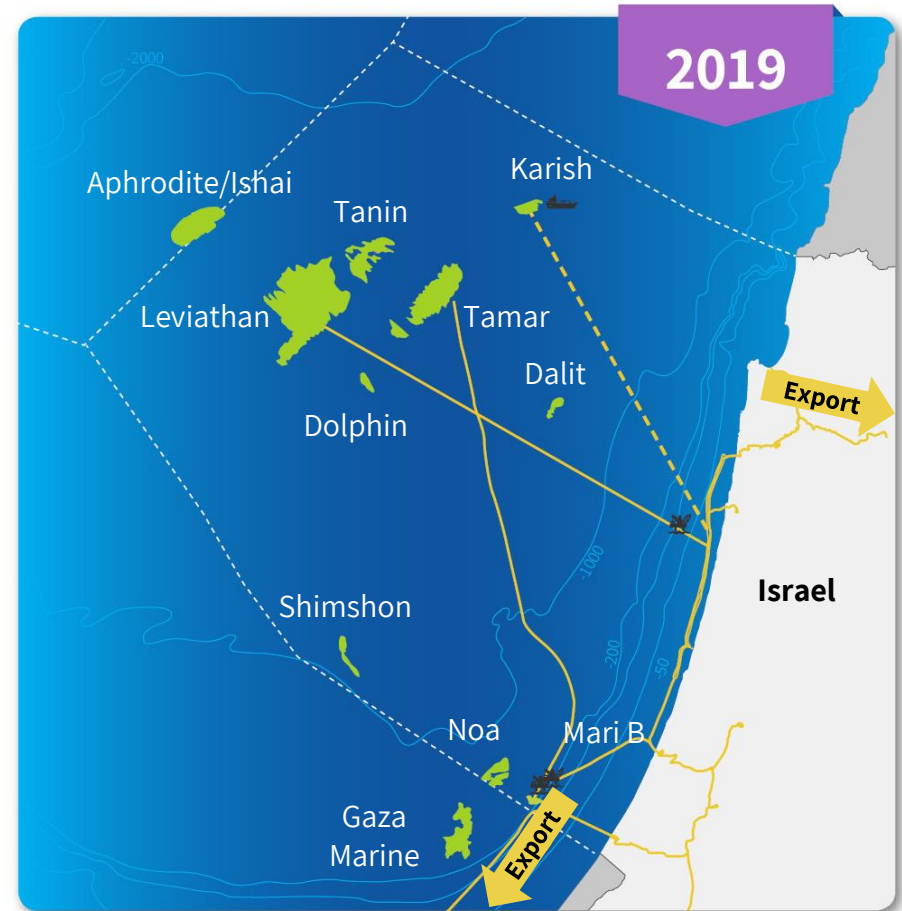 2019
-2000
Karish
Aphrodite/Ishai
Tanin
Leviathan
Tamar
Dalit
Export
Dolphin
-1000
Israel
Shimshon
-200
-50
Noa
Mari B
Gaza
Marine
Export